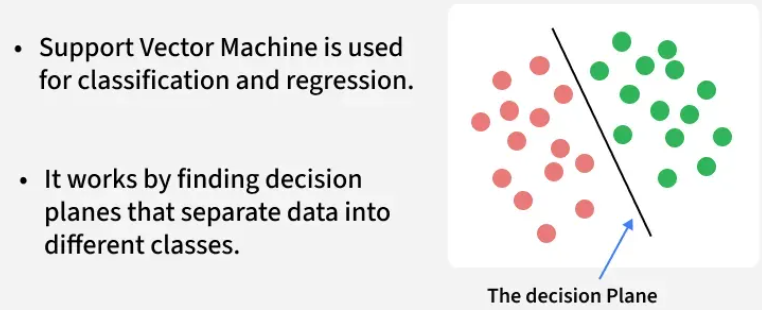 • Support Vector Machine is used
for classification and regression.
• It works by finding decision
planes that separate data into
different classes.
The decision Plane